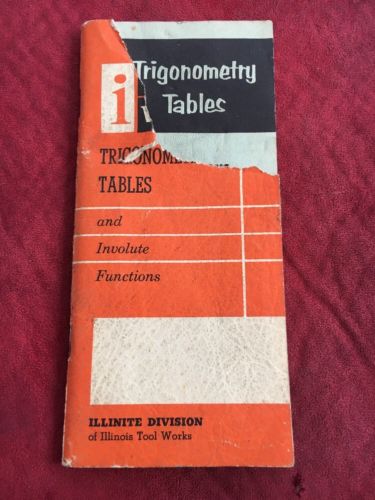 Trigonometry
Tables
i
TABLES
and
Involute
Functions
ILLINITE DIVISION
of Illinois Tool Works